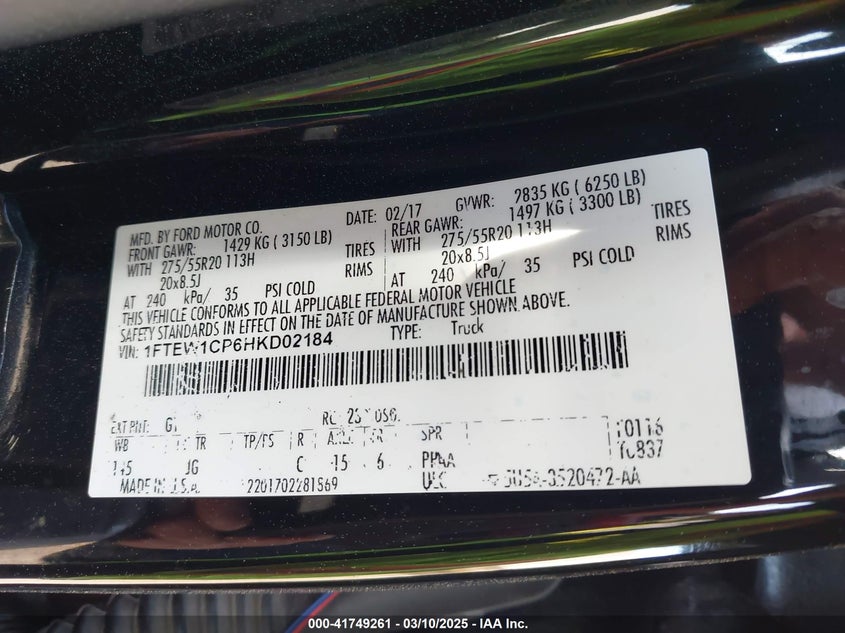 MFD. BY FORD MOTOR CO. DATE: 02/17 GVWR: 2835 KG ( 6250 LB)
FRONT GAWR: 1429 KG ( 3150 LB) REAR GAWR: 1497 KG ( 3300 LB)
WITH 275/55R20 113H TIRES WITH 275/55R20 113H TIRES
20x8.5J RIMS 20x8.5J RIMS
AT 240 kPa/ 35 PSI COLD AT 240 kPa/ 35 PSI COLD
THIS VEHICLE CONFORMS TO ALL APPLICABLE FEDERAL MOTOR VEHICLE
SAFETY STANDARDS IN EFFECT ON THE DATE OF MANUFACTURE SHOWN ABOVE.
VIN: 1FTEW1CP6HKD02184 TYPE: Truck
EXT PNT:
WB TR TP/PS R SPR
C 15 6 PPAA
MADE IN U.S.A. ULC
000-41749261 - 03/10/2025 - IAA Inc.